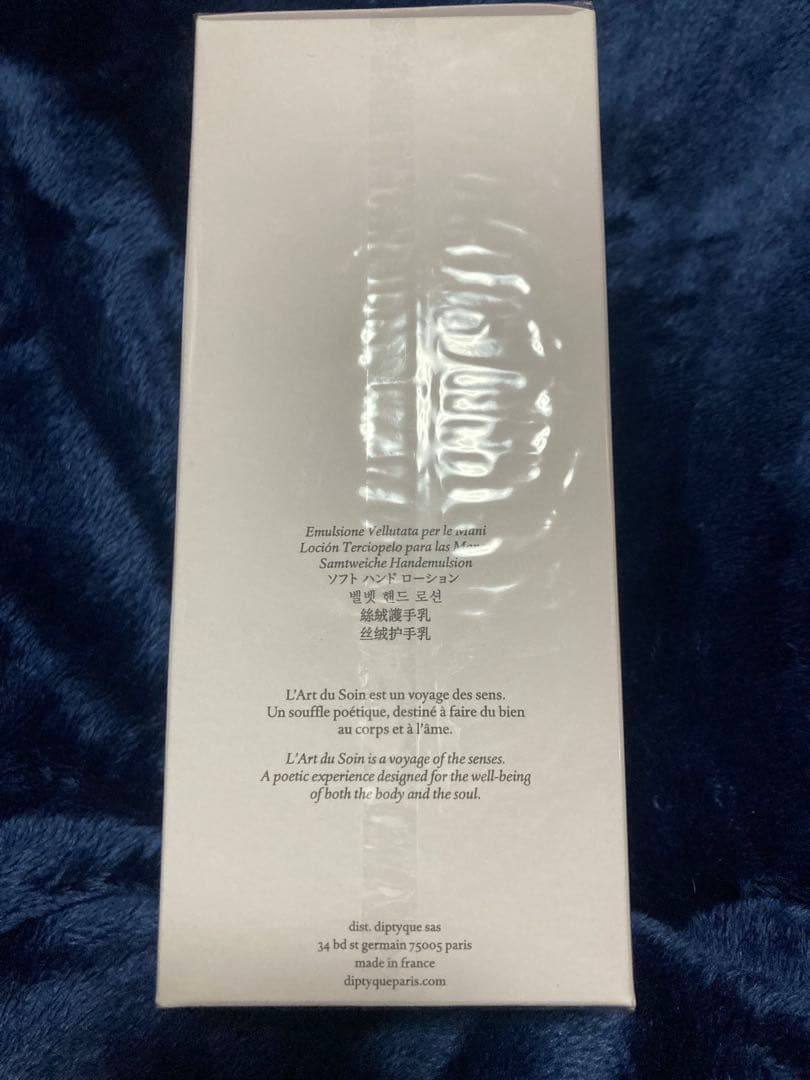 Emulsione Vellutata per le Mani
Loción Terciopelo para las
Samtweiche Handemulsion
ソフト ハンド ローション
벨벳 핸드 로션
絲絨護手乳
丝绒护手乳
L'Art du Soin est un voyage des sens.
Un souffle poétique, destiné à faire du bien
au corps et à l'âme.
L'Art du Soin is a voyage of the senses.
A poetic experience designed for the well-being
of both the body and the soul.
dist. diptyque sas
34 bd st germain 75005 paris
made in france
diptyqueparis.com